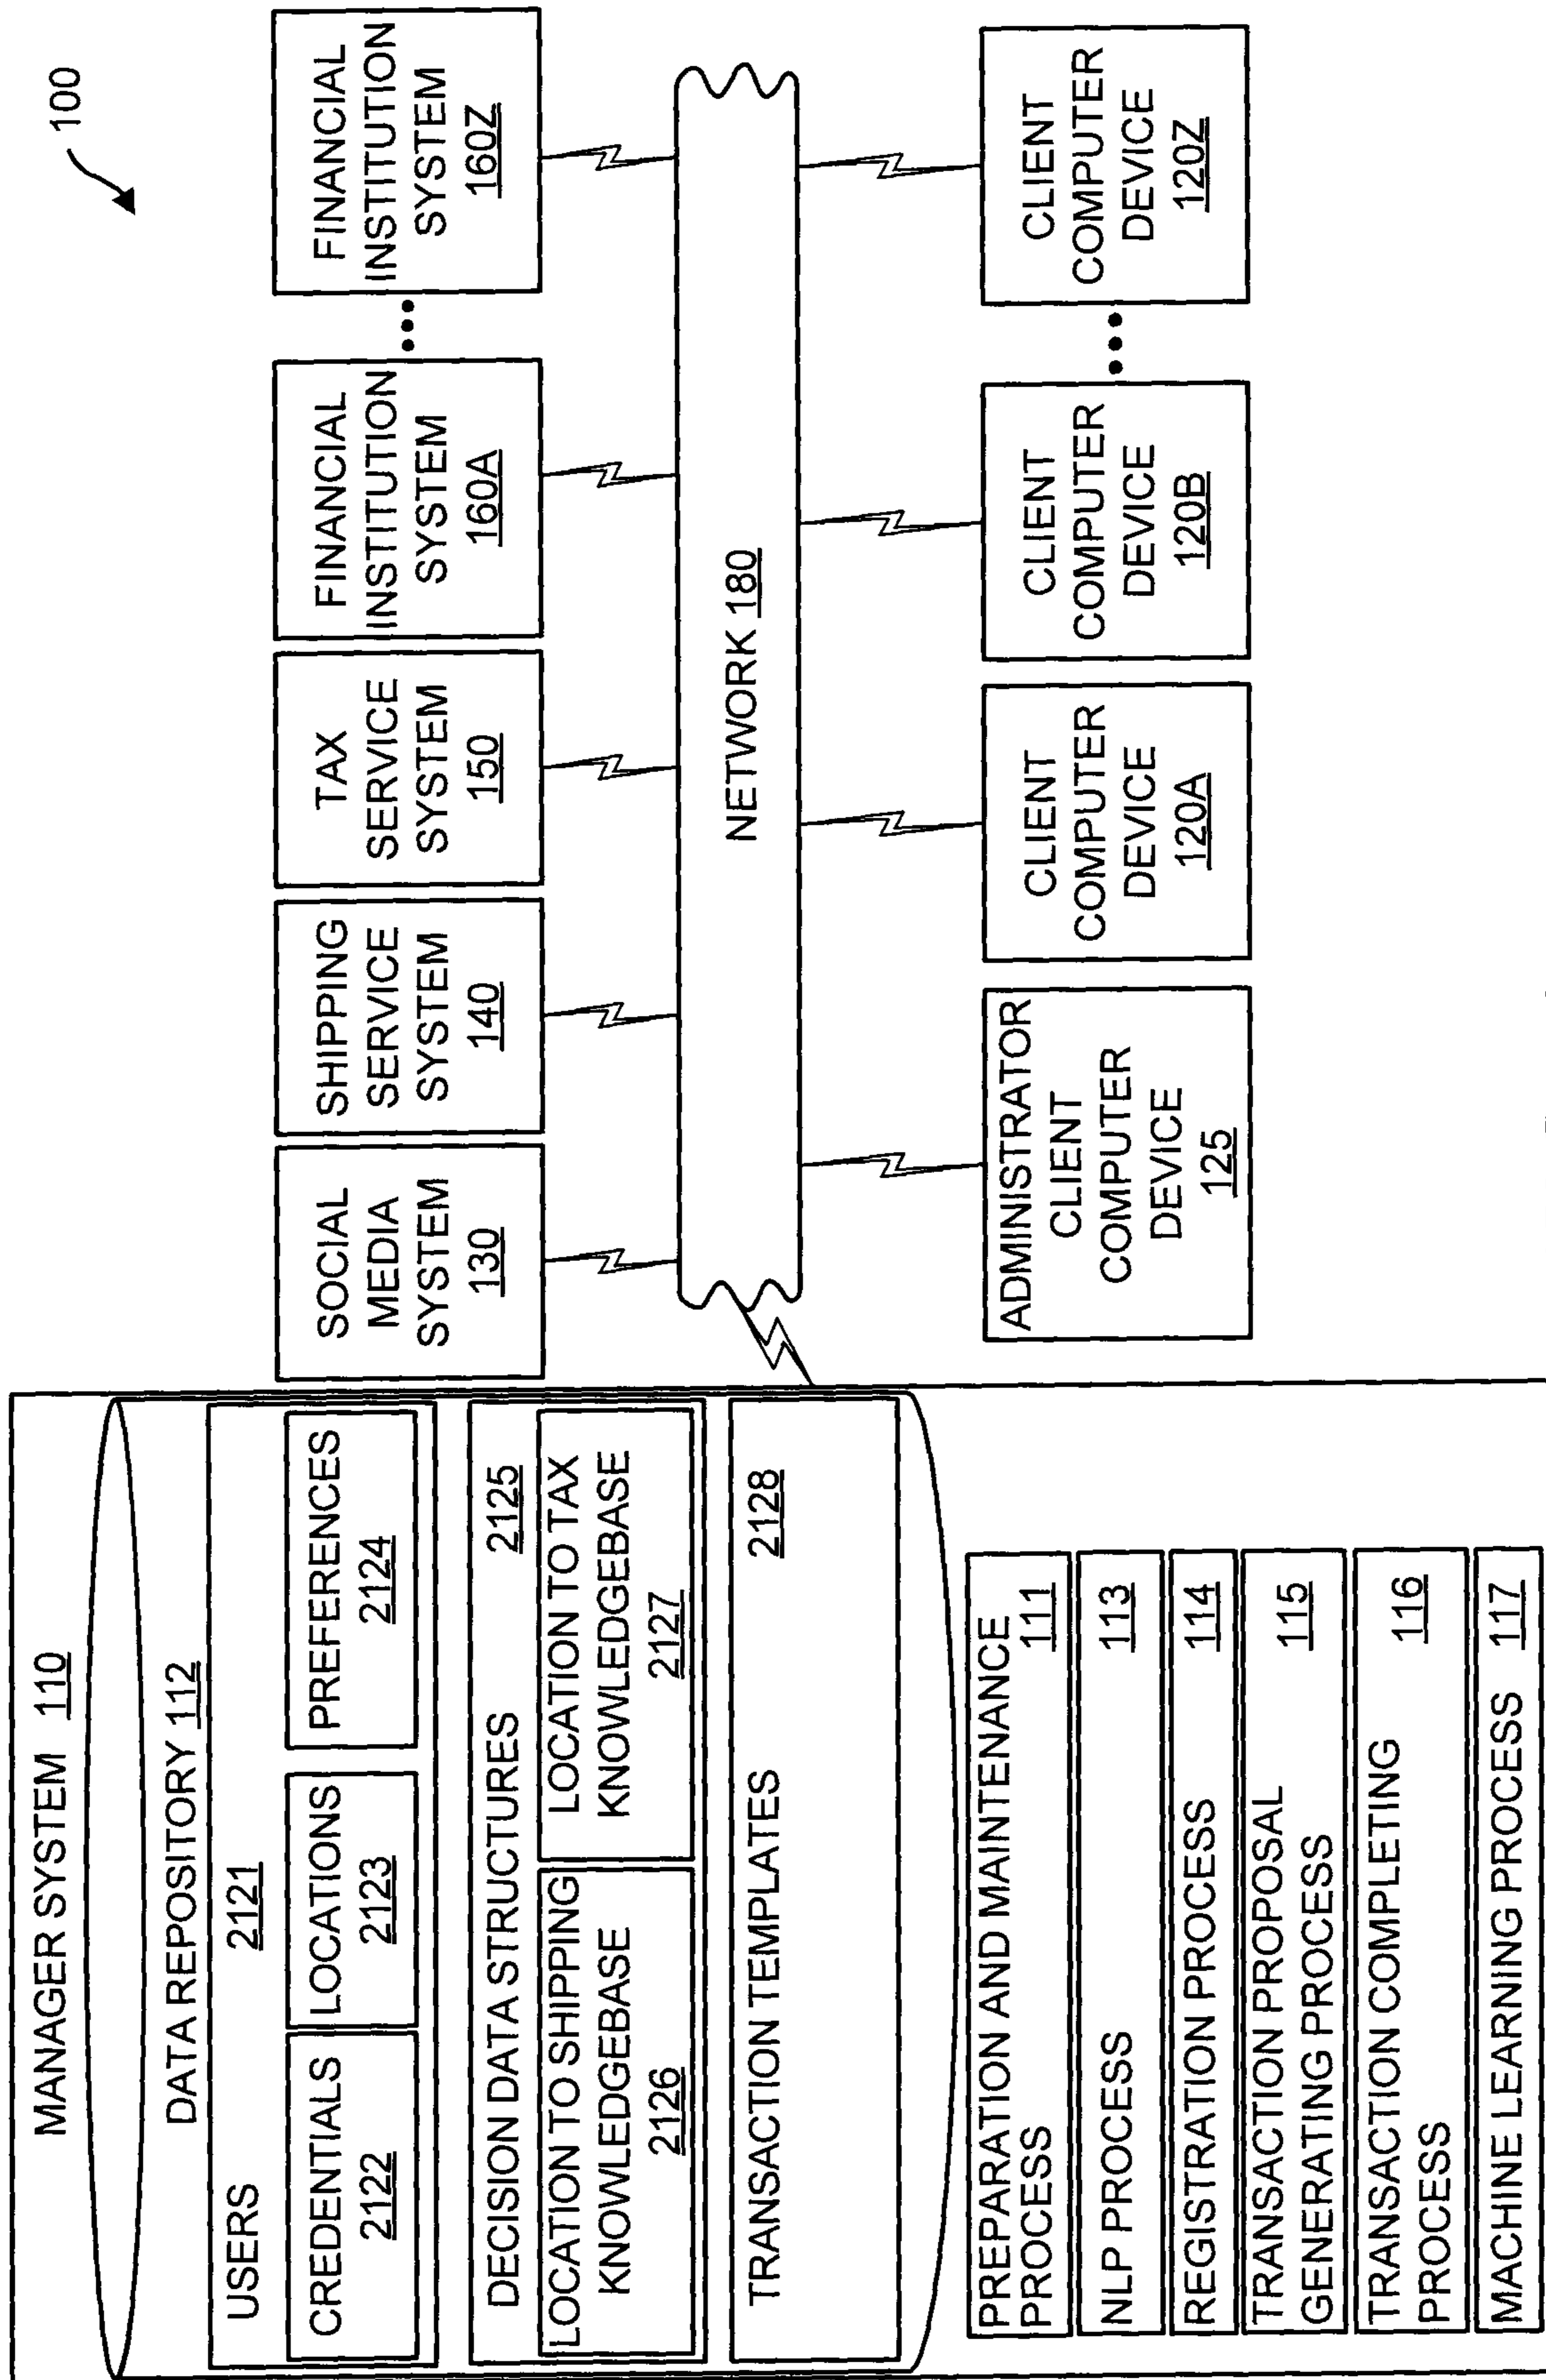 100
MANAGER SYSTEM 110
DATA REPOSITORY 112
USERS 2121
CREDENTIALS
2122
LOCATIONS
2123
PREFERENCES
2124
DECISION DATA STRUCTURES 2125
LOCATION TO SHIPPING
KNOWLEDGEBASE
2126
LOCATION TO TAX
KNOWLEDGEBASE
2127
TRANSACTION TEMPLATES 2128
PREPARATION AND MAINTENANCE
PROCESS 111
NLP PROCESS 113
REGISTRATION PROCESS 114
TRANSACTION PROPOSAL
GENERATING PROCESS 115
TRANSACTION COMPLETING
PROCESS 116
MACHINE LEARNING PROCESS 117
SOCIAL
MEDIA
SYSTEM
130
SHIPPING
SERVICE
SYSTEM
140
TAX
SERVICE
SYSTEM
150
FINANCIAL
INSTITUTION
SYSTEM
160A
FINANCIAL
INSTITUTION
SYSTEM
160Z
NETWORK 180
ADMINISTRATOR
CLIENT
COMPUTER
DEVICE
125
CLIENT
COMPUTER
DEVICE
120A
CLIENT
COMPUTER
DEVICE
120B
CLIENT
COMPUTER
DEVICE
120Z